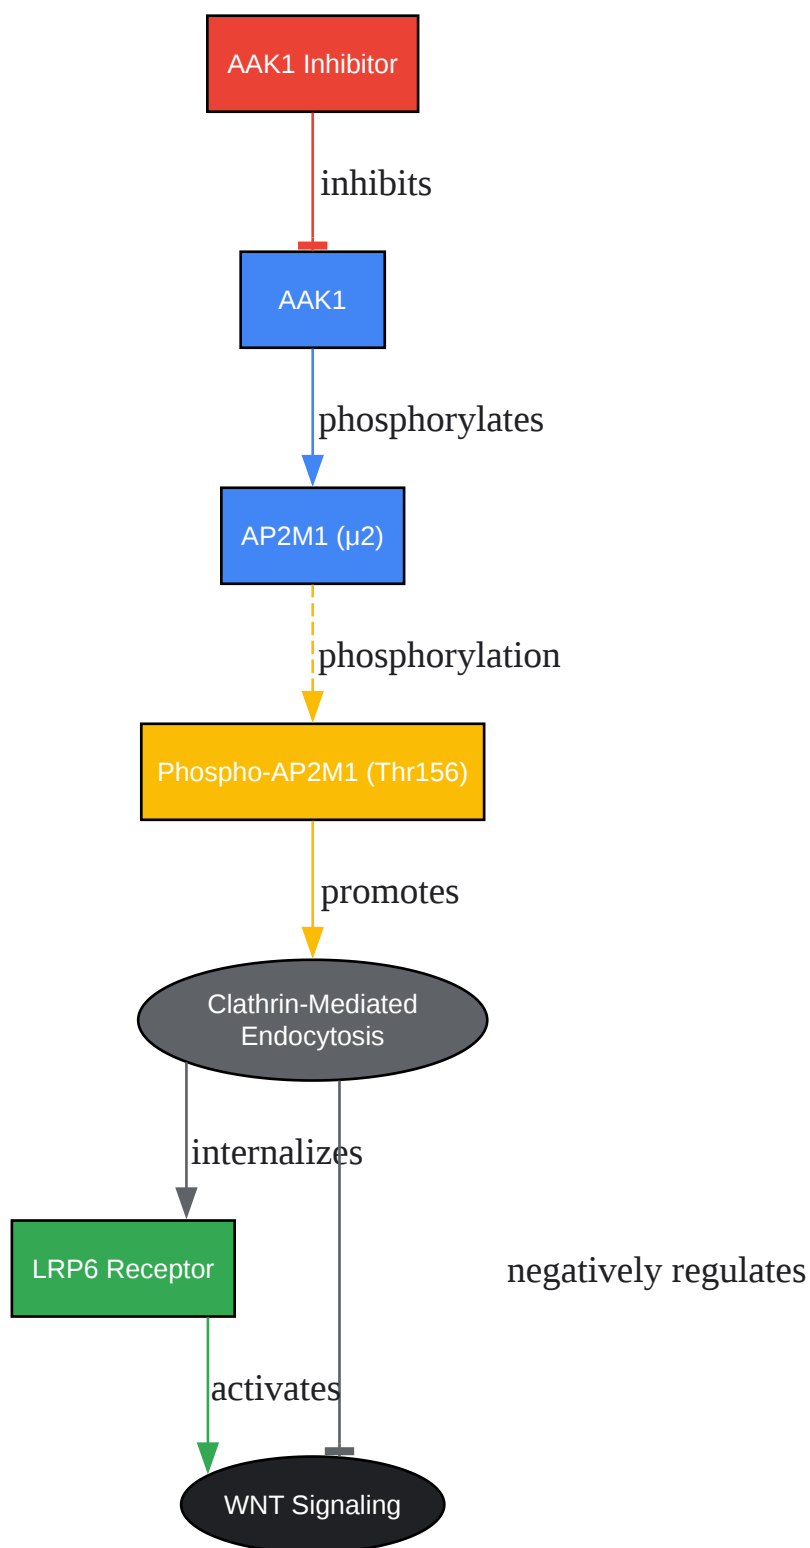 AAK1 Inhibitor
inhibits
AAK1
phosphorylates
AP2M1 (μ2)
phosphorylation
Phospho-AP2M1 (Thr156)
promotes
Clathrin-Mediated
Endocytosis
internalizes
LRP6 Receptor
negatively regulates
activates
WNT Signaling